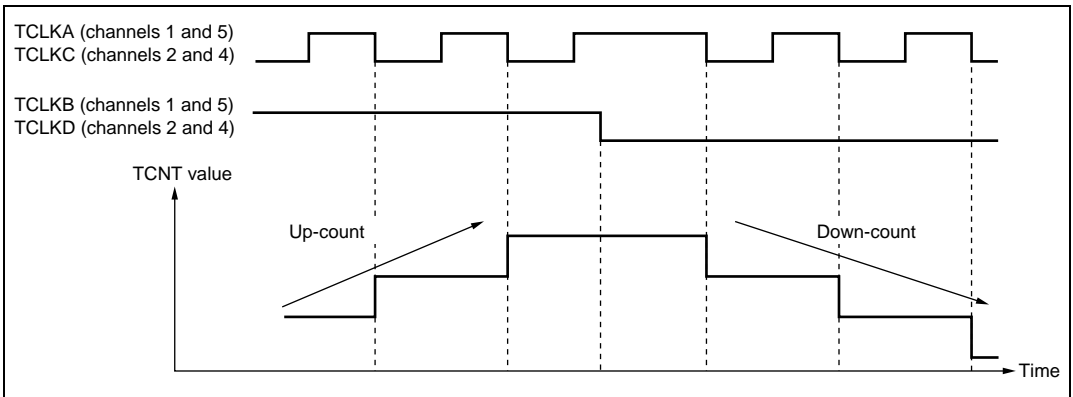 TCLKA (channels 1 and 5)
TCLKC (channels 2 and 4)
TCLKB (channels 1 and 5)
TCLKD (channels 2 and 4)
TCNT value
Up-count
Down-count
Time